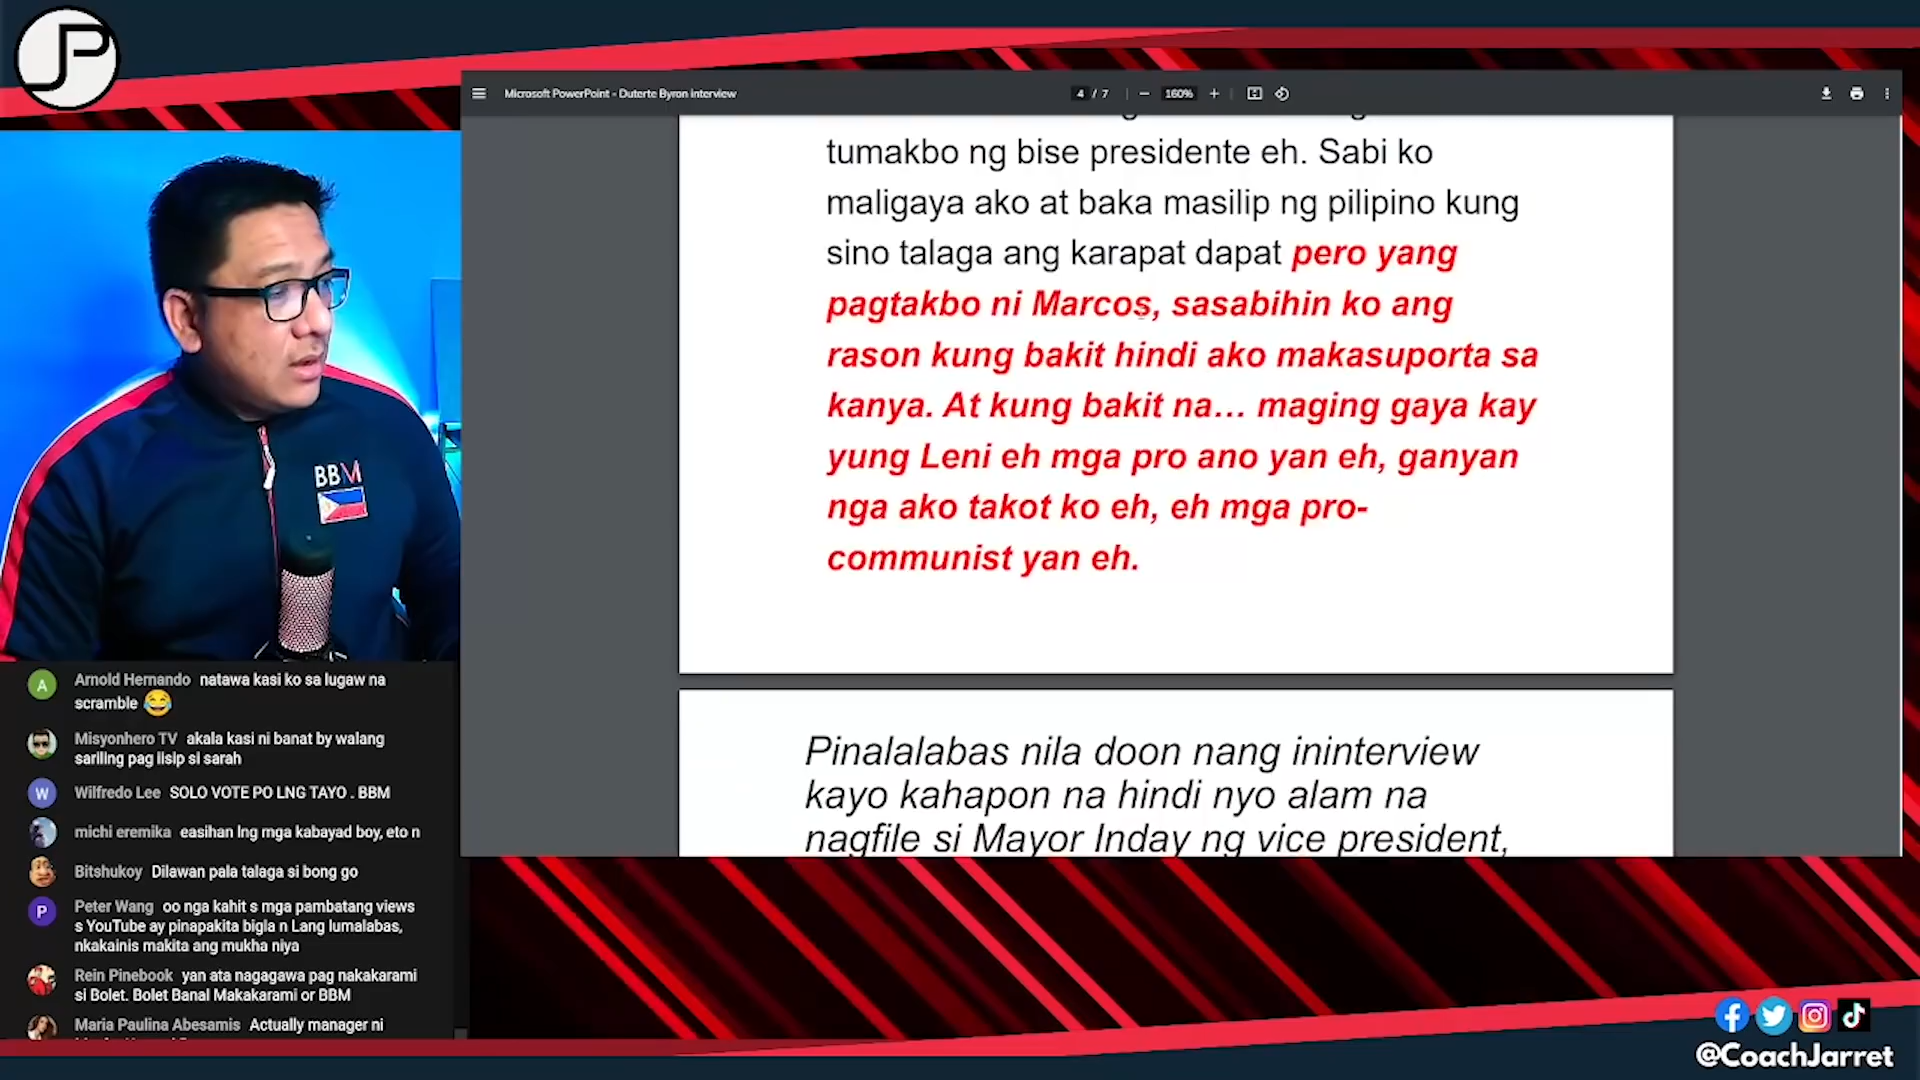 JP
Microsoft PowerPoint - Duterte Byron interview
4 / 7
160%
tumakbo ng bise presidente eh. Sabi ko
maligaya ako at baka masilip ng pilipino kung
sino talaga ang karapat dapat pero yang
pagtakbo ni Marcos, sasabihin ko ang
rason kung bakit hindi ako makasuporta sa
kanya. At kung bakit na... maging gaya kay
yung Leni eh mga pro ano yan eh, ganyan
nga ako takot ko eh, eh mga pro-
communist yan eh.
Pinalalabas nila doon nang ininterview
kayo kahapon na hindi nyo alam na
nagfile si Mayor Inday ng vice president,
BBM
A
Arnold Hernando natawa kasi ko sa lugaw na
scramble 😂
Misyonhero TV akala kasi ni banat by walang
sariling pag iisip si sarah
W
Wilfredo Lee SOLO VOTE PO LNG TAYO . BBM
michi eremika easihan lng mga kabayad boy, eto n
Bitshukoy Dilawan pala talaga si bong go
P
Peter Wang oo nga kahit s mga pambatang views
s YouTube ay pinapakita bigla n Lang lumalabas,
nkakainis makita ang mukha niya
Rein Pinebook yan ata nagagawa pag nakakarami
si Bolet. Bolet Banal Makakarami or BBM
Maria Paulina Abesamis Actually manager ni
@CoachJarret